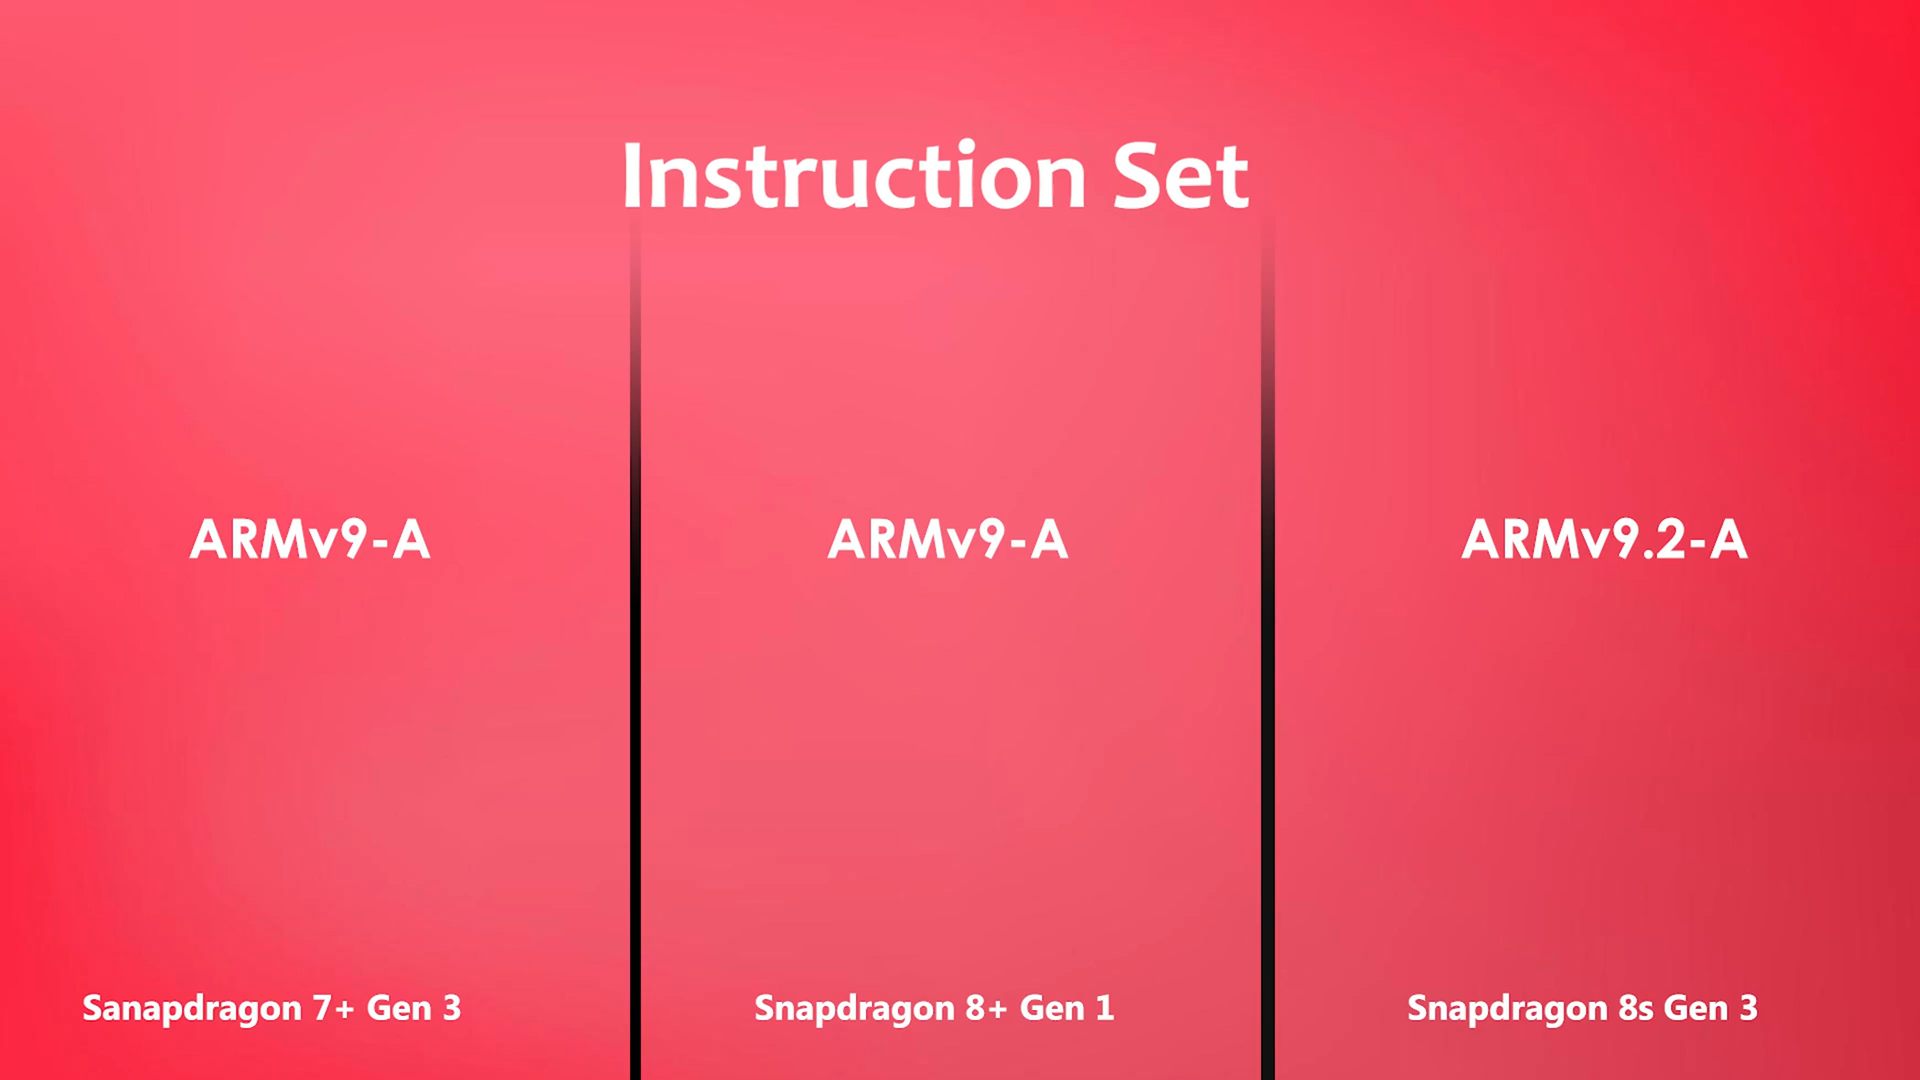 Instruction Set
ARMv9-A
ARMv9-A
ARMv9.2-A
Sanapdragon 7+ Gen 3
Snapdragon 8+ Gen 1
Snapdragon 8s Gen 3